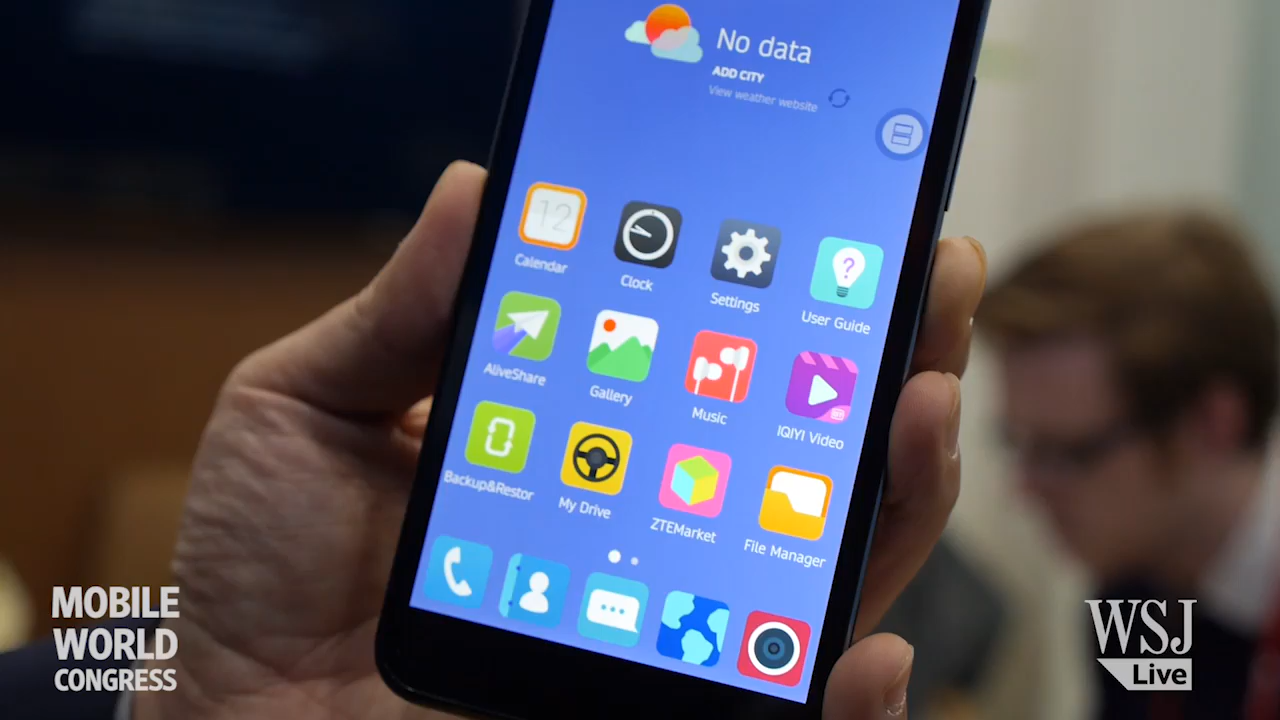 No data
ADD CITY
View weather website
12
Calendar
Clock
Settings
?
User Guide
AliveShare
Gallery
Music
IQIYI Video
Backup&Restor
My Drive
ZTEMarket
File Manager
MOBILE
WORLD
CONGRESS
WSJ
Live